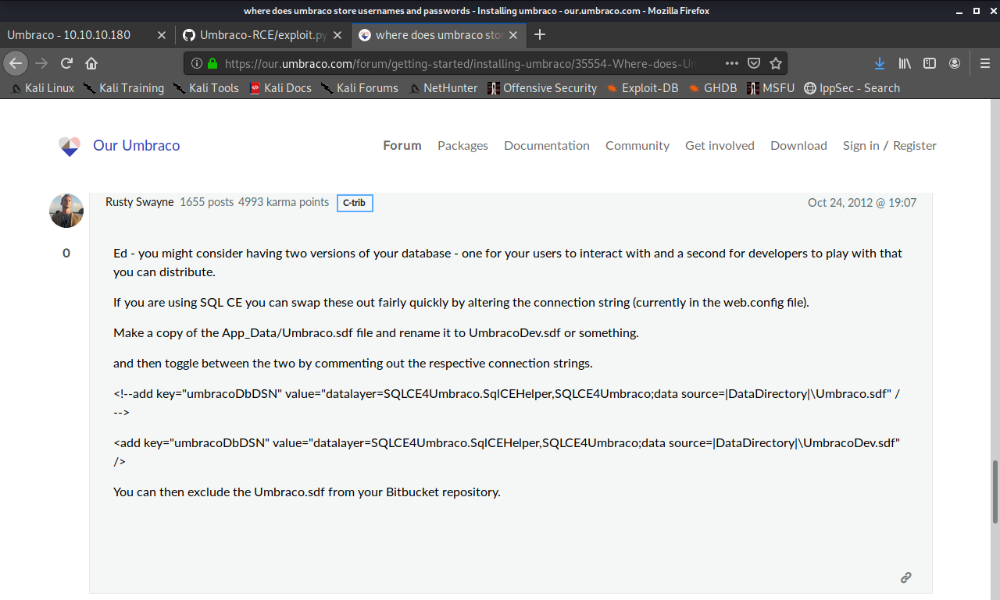 where does umbraco store usernames and passwords - Installing umbraco - our.umbraco.com - Mozilla Firefox
Umbraco - 10.10.10.180
Umbraco-RCE/exploit.py
where does umbraco sto
https://our.umbraco.com/forum/getting-started/installing-umbraco/35554-Where-does-Un
Kali Linux Kali Training Kali Tools Kali Docs Kali Forums NetHunter Offensive Security Exploit-DB GHDB MSFU IppSec - Search
Our Umbraco
Forum Packages Documentation Community Get involved Download Sign in / Register
Rusty Swayne 1655 posts 4993 karma points C-trib
Oct 24, 2012 @ 19:07
0
Ed - you might consider having two versions of your database - one for your users to interact with and a second for developers to play with that
you can distribute.
If you are using SQL CE you can swap these out fairly quickly by altering the connection string (currently in the web.config file).
Make a copy of the App_Data/Umbraco.sdf file and rename it to UmbracoDev.sdf or something.
and then toggle between the two by commenting out the respective connection strings.
<!--add key="umbracoDbDSN" value="datalayer=SQLCE4Umbraco.SqlCEHelper,SQLCE4Umbraco;data source=|DataDirectory|\Umbraco.sdf" /
-->
<add key="umbracoDbDSN" value="datalayer=SQLCE4Umbraco.SqlCEHelper,SQLCE4Umbraco;data source=|DataDirectory|\UmbracoDev.sdf"
/>
You can then exclude the Umbraco.sdf from your Bitbucket repository.